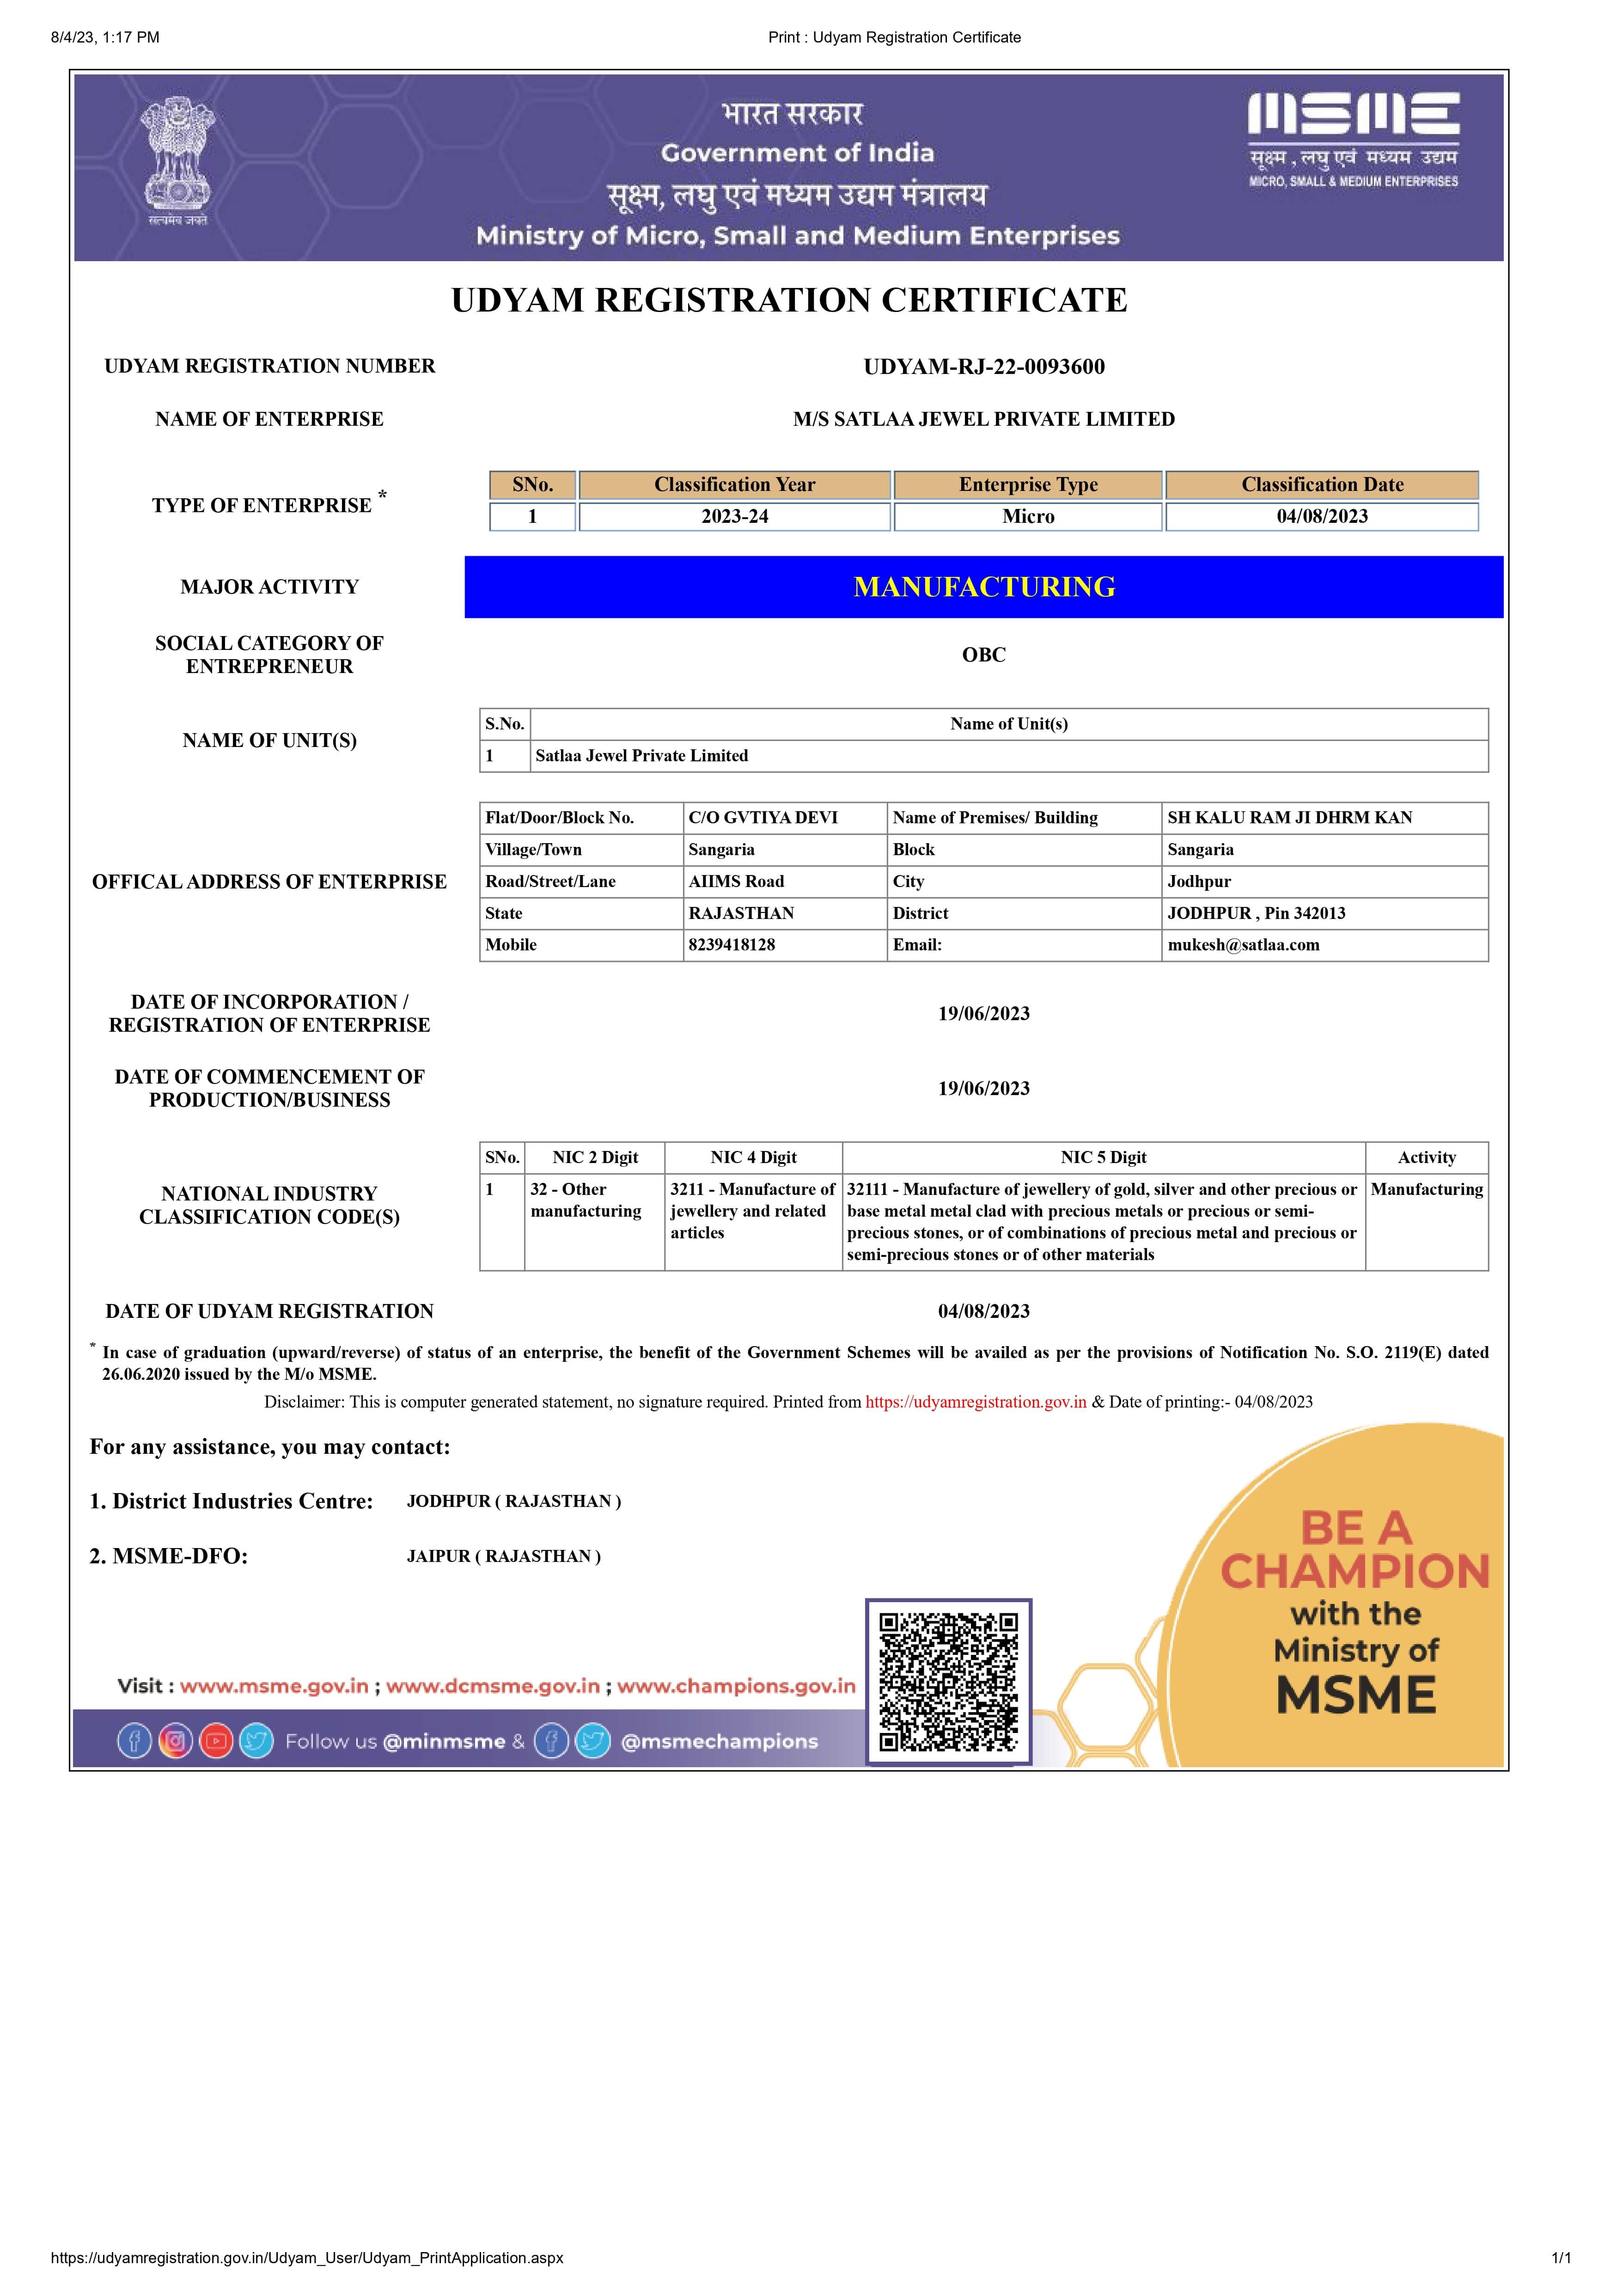 8/4/23, 1:17 PM
Print : Udyam Registration Certificate
सत्यमेव जयते
भारत सरकार
Government of India
सूक्ष्म, लघु एवं मध्यम उद्यम मंत्रालय
Ministry of Micro, Small and Medium Enterprises
MSME
सूक्ष्म , लघु एवं मध्यम उद्यम
MICRO, SMALL & MEDIUM ENTERPRISES
UDYAM REGISTRATION CERTIFICATE
UDYAM REGISTRATION NUMBER
UDYAM-RJ-22-0093600
NAME OF ENTERPRISE
M/S SATLAA JEWEL PRIVATE LIMITED
TYPE OF ENTERPRISE *
SNo. Classification Year Enterprise Type Classification Date
1 2023-24 Micro 04/08/2023
MAJOR ACTIVITY
MANUFACTURING
SOCIAL CATEGORY OF
ENTREPRENEUR
OBC
NAME OF UNIT(S)
S.No. Name of Unit(s)
1 Satlaa Jewel Private Limited
OFFICAL ADDRESS OF ENTERPRISE
Flat/Door/Block No. C/O GVTIYA DEVI Name of Premises/ Building SH KALU RAM JI DHRM KAN
Village/Town Sangaria Block Sangaria
Road/Street/Lane AIIMS Road City Jodhpur
State RAJASTHAN District JODHPUR , Pin 342013
Mobile 8239418128 Email: mukesh@satlaa.com
DATE OF INCORPORATION /
REGISTRATION OF ENTERPRISE
19/06/2023
DATE OF COMMENCEMENT OF
PRODUCTION/BUSINESS
19/06/2023
NATIONAL INDUSTRY
CLASSIFICATION CODE(S)
SNo. NIC 2 Digit NIC 4 Digit NIC 5 Digit Activity
1 32 - Other 3211 - Manufacture of 32111 - Manufacture of jewellery of gold, silver and other precious or Manufacturing
manufacturing jewellery and related base metal metal clad with precious metals or precious or semi-
articles precious stones, or of combinations of precious metal and precious or
semi-precious stones or of other materials
DATE OF UDYAM REGISTRATION
04/08/2023
* In case of graduation (upward/reverse) of status of an enterprise, the benefit of the Government Schemes will be availed as per the provisions of Notification No. S.O. 2119(E) dated
26.06.2020 issued by the M/o MSME.
Disclaimer: This is computer generated statement, no signature required. Printed from https://udyamregistration.gov.in & Date of printing:- 04/08/2023
For any assistance, you may contact:
1. District Industries Centre: JODHPUR ( RAJASTHAN )
2. MSME-DFO: JAIPUR ( RAJASTHAN )
BE A
CHAMPION
with the
Ministry of
MSME
Visit : www.msme.gov.in ; www.dcmsme.gov.in ; www.champions.gov.in
Follow us @minmsme & @msmechampions
https://udyamregistration.gov.in/Udyam_User/Udyam_PrintApplication.aspx
1/1